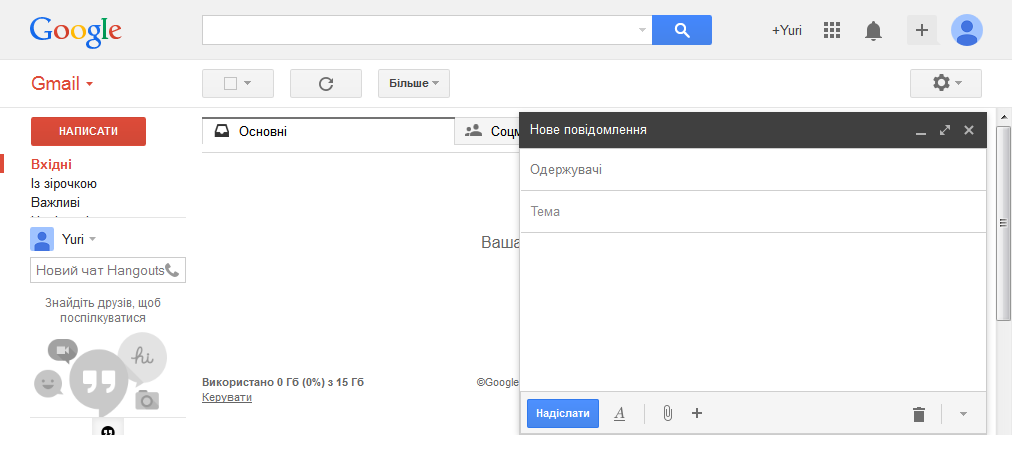 Google
+Yuri
Gmail
Більше
НАПИСАТИ
Вхідні
Із зірочкою
Важливі
Yuri
Новий чат Hangouts
Знайдіть друзів, щоб
поспілкуватися
hi
Основні
Соцм
Ваша
Використано 0 Гб (0%) з 15 Гб
Керувати
©Google
Нове повідомлення
Одержувачі
Тема
Надіслати
A